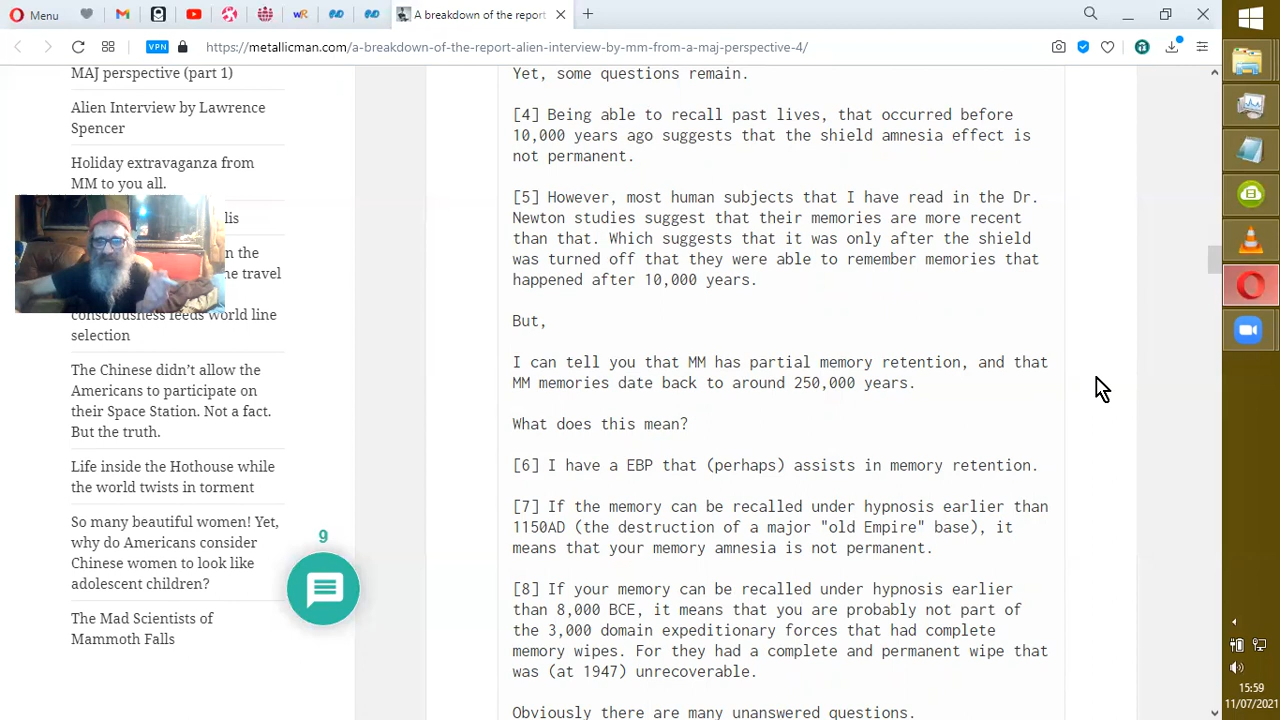 Menu
A breakdown of the report
https://metallicman.com/a-breakdown-of-the-report-alien-interview-by-mm-from-a-maj-perspective-4/
VPN
MAJ perspective (part 1)
Alien Interview by Lawrence
Spencer
Holiday extravaganza from
MM to you all.
lis
n the
ne travel
consciousness feeds world line
selection
The Chinese didn’t allow the
Americans to participate on
their Space Station. Not a fact.
But the truth.
Life inside the Hothouse while
the world twists in torment
So many beautiful women! Yet,
why do Americans consider
Chinese women to look like
adolescent children?
The Mad Scientists of
Mammoth Falls
9
Yet, some questions remain.
[4] Being able to recall past lives, that occurred before
10,000 years ago suggests that the shield amnesia effect is
not permanent.
[5] However, most human subjects that I have read in the Dr.
Newton studies suggest that their memories are more recent
than that. Which suggests that it was only after the shield
was turned off that they were able to remember memories that
happened after 10,000 years.
But,
I can tell you that MM has partial memory retention, and that
MM memories date back to around 250,000 years.
What does this mean?
[6] I have a EBP that (perhaps) assists in memory retention.
[7] If the memory can be recalled under hypnosis earlier than
1150AD (the destruction of a major "old Empire" base), it
means that your memory amnesia is not permanent.
[8] If your memory can be recalled under hypnosis earlier
than 8,000 BCE, it means that you are probably not part of
the 3,000 domain expeditionary forces that had complete
memory wipes. For they had a complete and permanent wipe that
was (at 1947) unrecoverable.
Obviously there are many unanswered questions.
15:59
11/07/2021